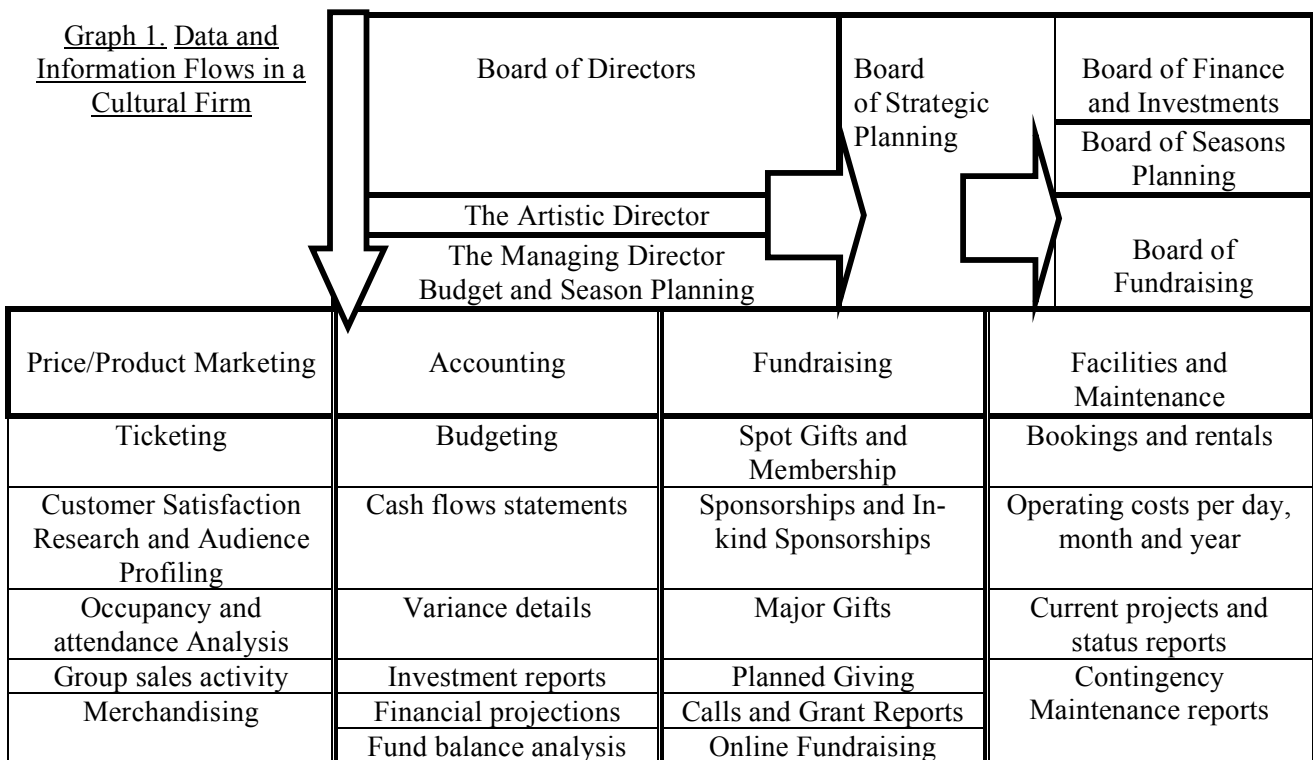 Graph 1. Data and
Information Flows in a
Cultural Firm
Board of Directors
Board
of Strategic
Planning
Board of Finance
and Investments
Board of Seasons
Planning
The Artistic Director
The Managing Director
Budget and Season Planning
Board of
Fundraising
Price/Product Marketing
Accounting
Fundraising
Facilities and
Maintenance
Ticketing
Budgeting
Spot Gifts and
Membership
Bookings and rentals
Customer Satisfaction
Research and Audience
Profiling
Cash flows statements
Sponsorships and In-
kind Sponsorships
Operating costs per day,
month and year
Occupancy and
attendance Analysis
Variance details
Major Gifts
Current projects and
status reports
Group sales activity
Investment reports
Planned Giving
Contingency
Maintenance reports
Merchandising
Financial projections
Calls and Grant Reports
Fund balance analysis
Online Fundraising